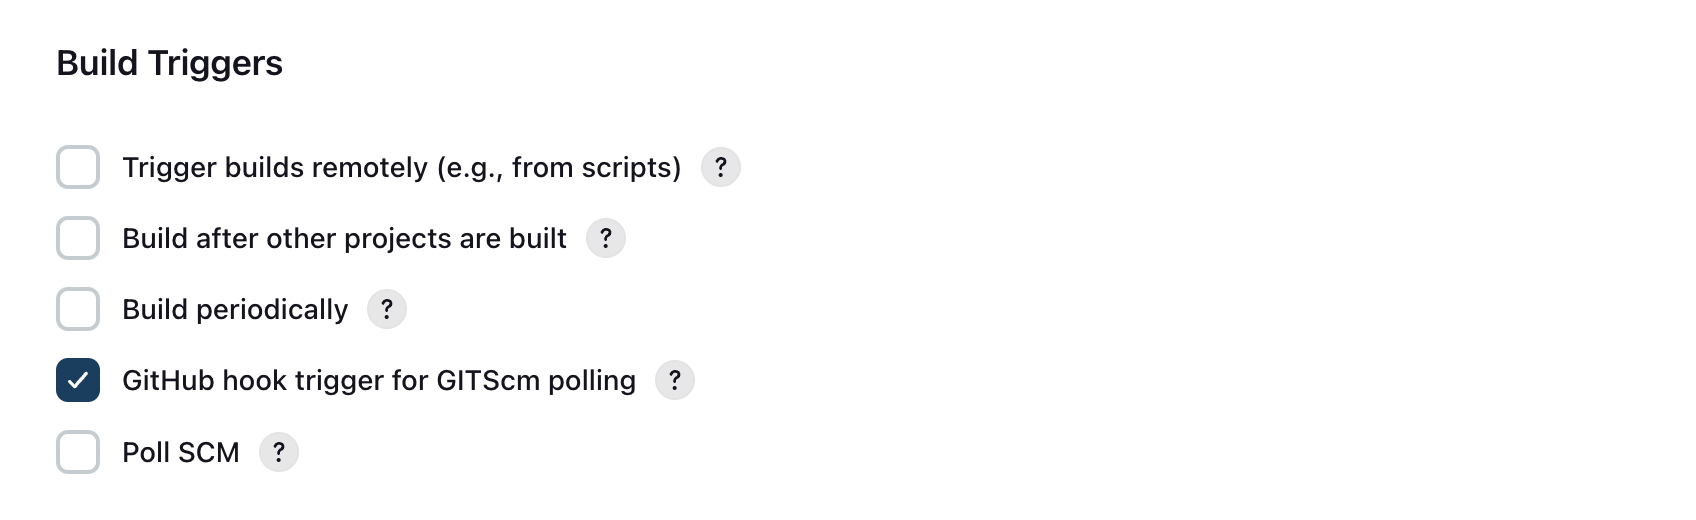 Build Triggers
Trigger builds remotely (e.g., from scripts) ?
Build after other projects are built ?
Build periodically ?
GitHub hook trigger for GITScm polling ?
Poll SCM ?